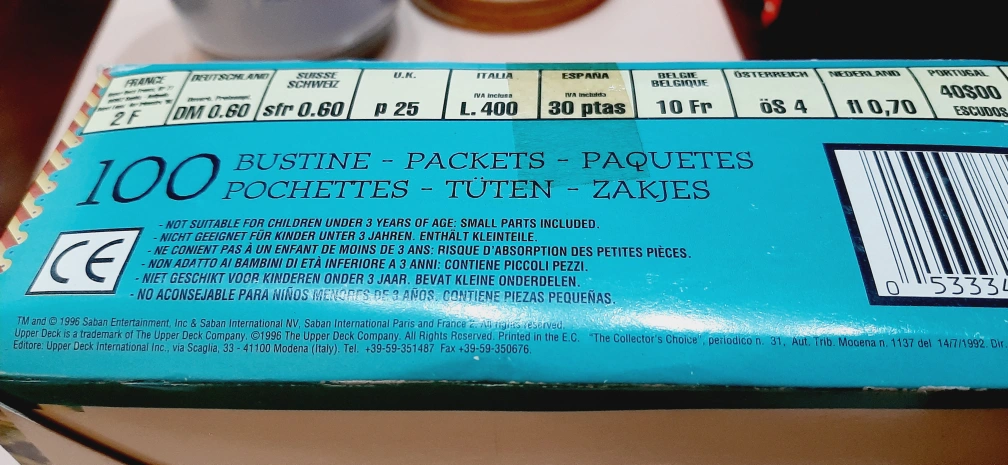 FRANCE
2 F
DEUTSCHLAND
DM 0.60
SUISSE
SCHWEIZ
sfr 0.60
U.K.
p 25
ITALIA
IVA inclusa
L. 400
ESPAÑA
IVA incluida
30 ptas
BELGIE
BELGIQUE
10 Fr
ÖSTERREICH
öS 4
NEDERLAND
fl 0,70
PORTUGAL
40$00
ESCUDOS
100 BUSTINE - PACKETS - PAQUETES
POCHETTES - TÜTEN - ZAKJES
- NOT SUITABLE FOR CHILDREN UNDER 3 YEARS OF AGE: SMALL PARTS INCLUDED.
- NICHT GEEIGNET FÜR KINDER UNTER 3 JAHREN. ENTHÄLT KLEINTEILE.
- NE CONIENT PAS À UN ENFANT DE MOINS DE 3 ANS: RISQUE D'ABSORPTION DES PETITES PIÈCES.
- NON ADATTO AI BAMBINI DI ETÀ INFERIORE A 3 ANNI: CONTIENE PICCOLI PEZZI.
- NIET GESCHIKT VOOR KINDEREN ONDER 3 JAAR. BEVAT KLEINE ONDERDELEN.
- NO ACONSEJABLE PARA NIÑOS MENORES DE 3 AÑOS. CONTIENE PIEZAS PEQUEÑAS.
CE
0 53334
TM and © 1996 Saban Entertainment, Inc & Saban International NV, Saban International Paris and France 2. All rights reserved.
Upper Deck is a trademark of The Upper Deck Company. ©1996 The Upper Deck Company. All Rights Reserved. Printed in the E.C. "The Collector's Choice", periodico n. 31, Aut. Trib. Modena n. 1137 del 14/7/1992. Dir.
Editore: Upper Deck International Inc., via Scaglia, 33 - 41100 Modena (Italy). Tel. +39-59-351487 Fax +39-59-350676.